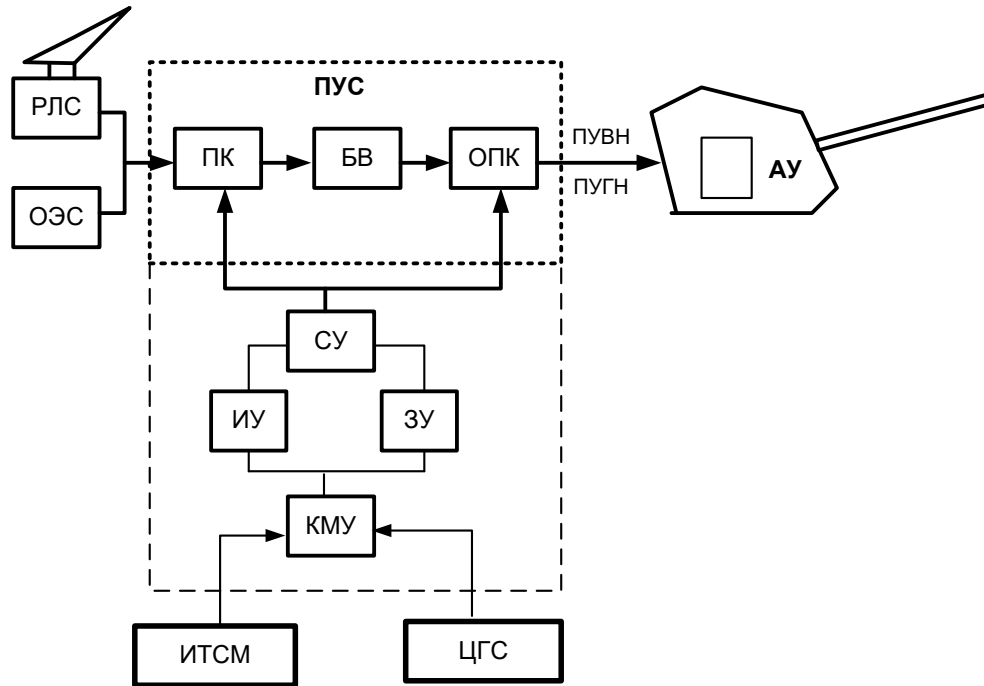 ПУС
РЛС
ПК
БВ
ОПК
ПУВН
ПУГН
АУ
ОЭС
СУ
ИУ
ЗУ
КМУ
ИТСМ
ЦГС